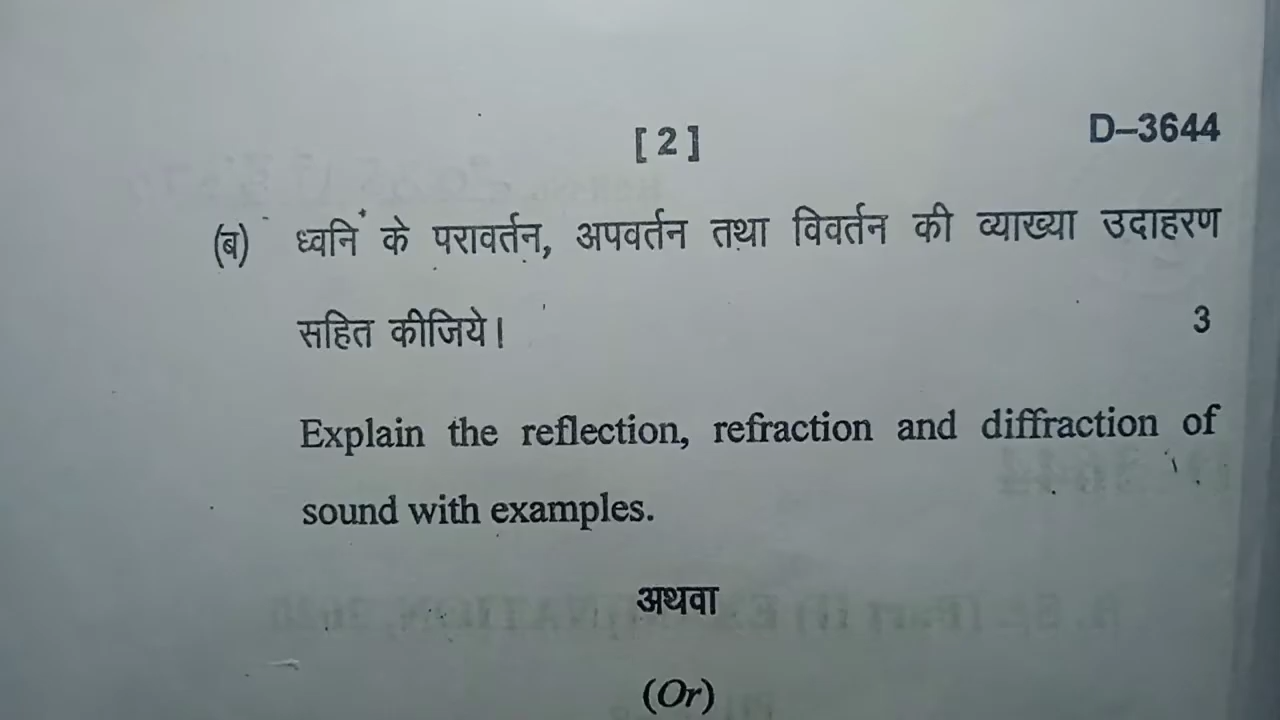 [ 2 ]
D–3644
(ब) ध्वनि के परावर्तन, अपवर्तन तथा विवर्तन की व्याख्या उदाहरण
सहित कीजिये।
3
Explain the reflection, refraction and diffraction of
sound with examples.
अथवा
(Or)